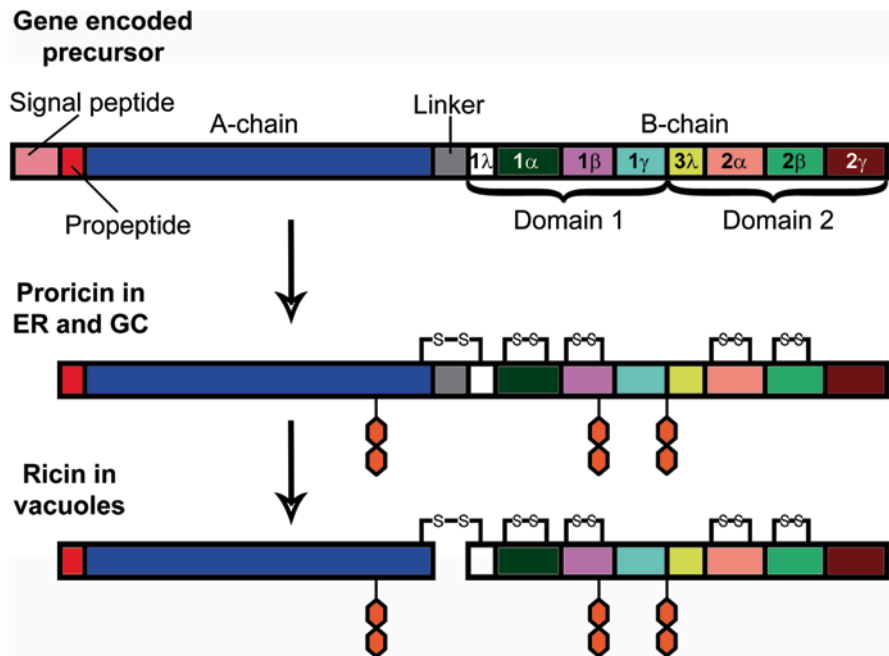 Gene encoded
precursor
Signal peptide
A-chain
Linker
B-chain
1λ 1α 1β 1γ 3λ 2α 2β 2γ
Propeptide
Domain 1
Domain 2
Proricin in
ER and GC
S S S S S S S S S S
Ricin in
vacuoles
S S S S S S S S S S